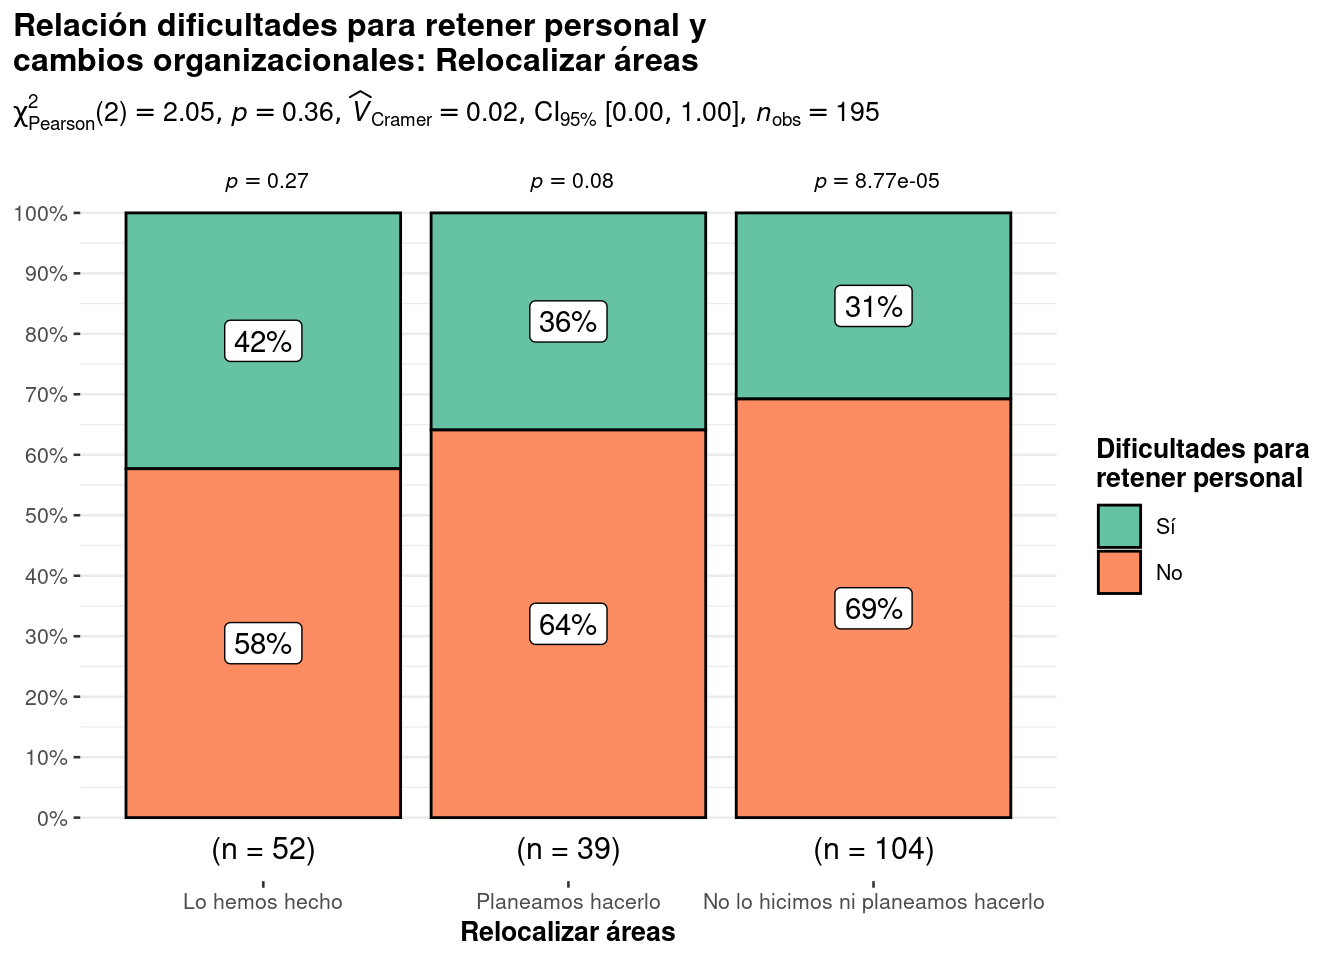 Relación dificultades para retener personal y
cambios organizacionales: Relocalizar áreas
χ²Pearson(2) = 2.05, p = 0.36, V̂Cramer = 0.02, CI95% [0.00, 1.00], nobs = 195
p = 0.27 p = 0.08 p = 8.77e-05
100%
90%
80%
70%
60%
50%
40%
30%
20%
10%
0%
42% 36% 31%
58% 64% 69%
(n = 52) (n = 39) (n = 104)
Lo hemos hecho Planeamos hacerlo No lo hicimos ni planeamos hacerlo
Relocalizar áreas
Dificultades para
retener personal
Sí
No